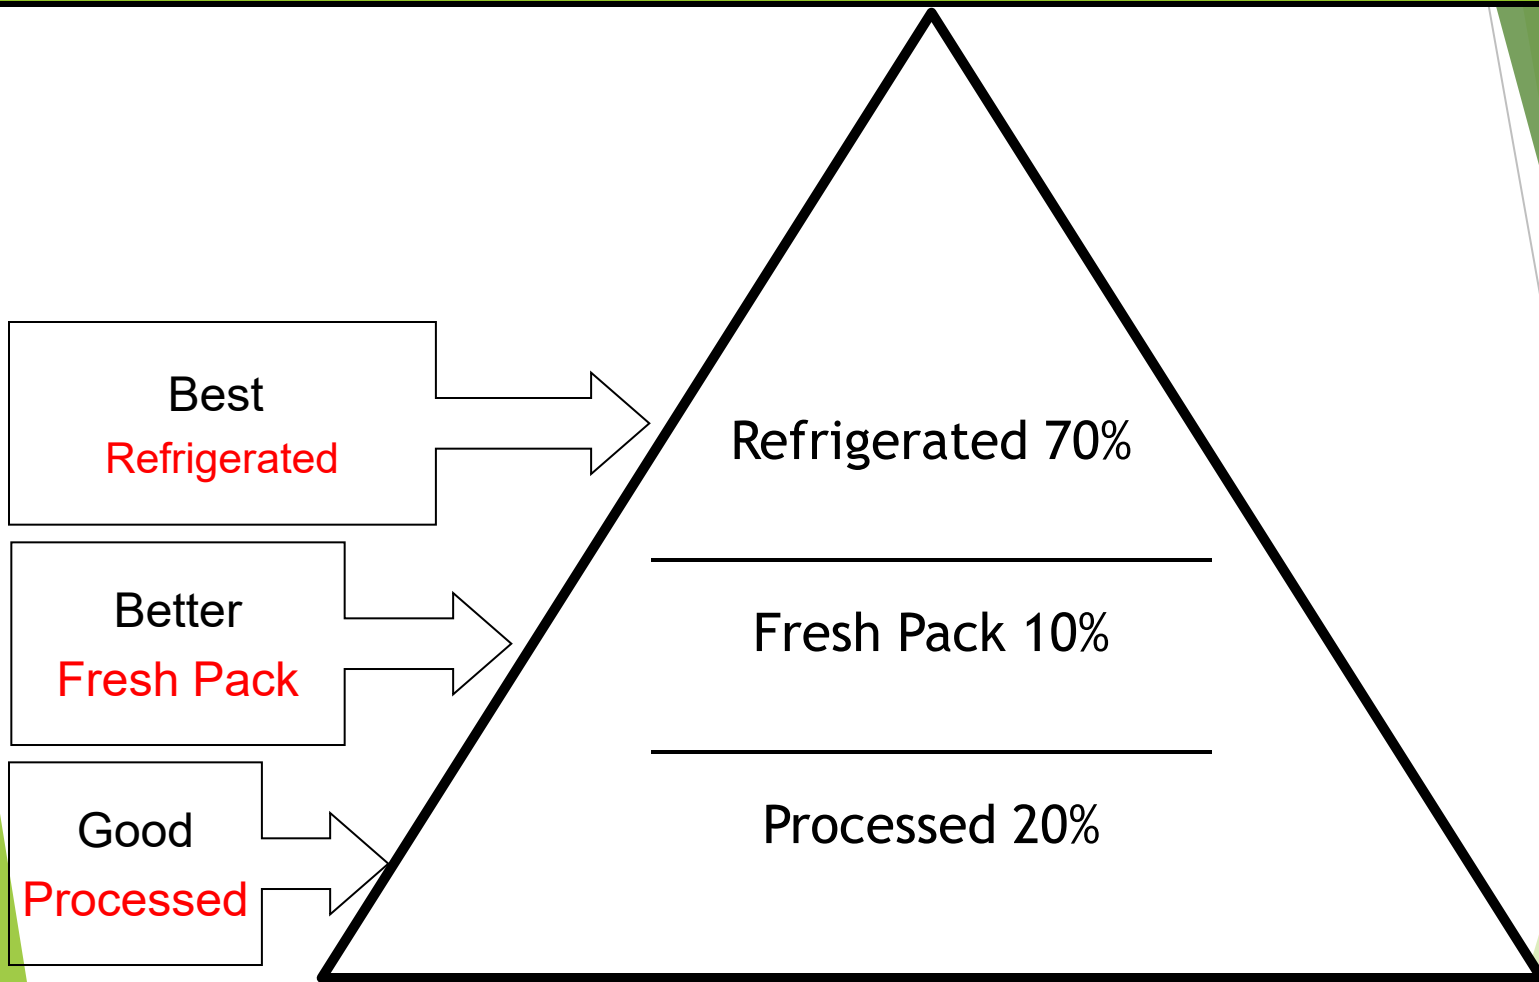 Best
Refrigerated
Refrigerated 70%
Better
Fresh Pack
Fresh Pack 10%
Good
Processed
Processed 20%